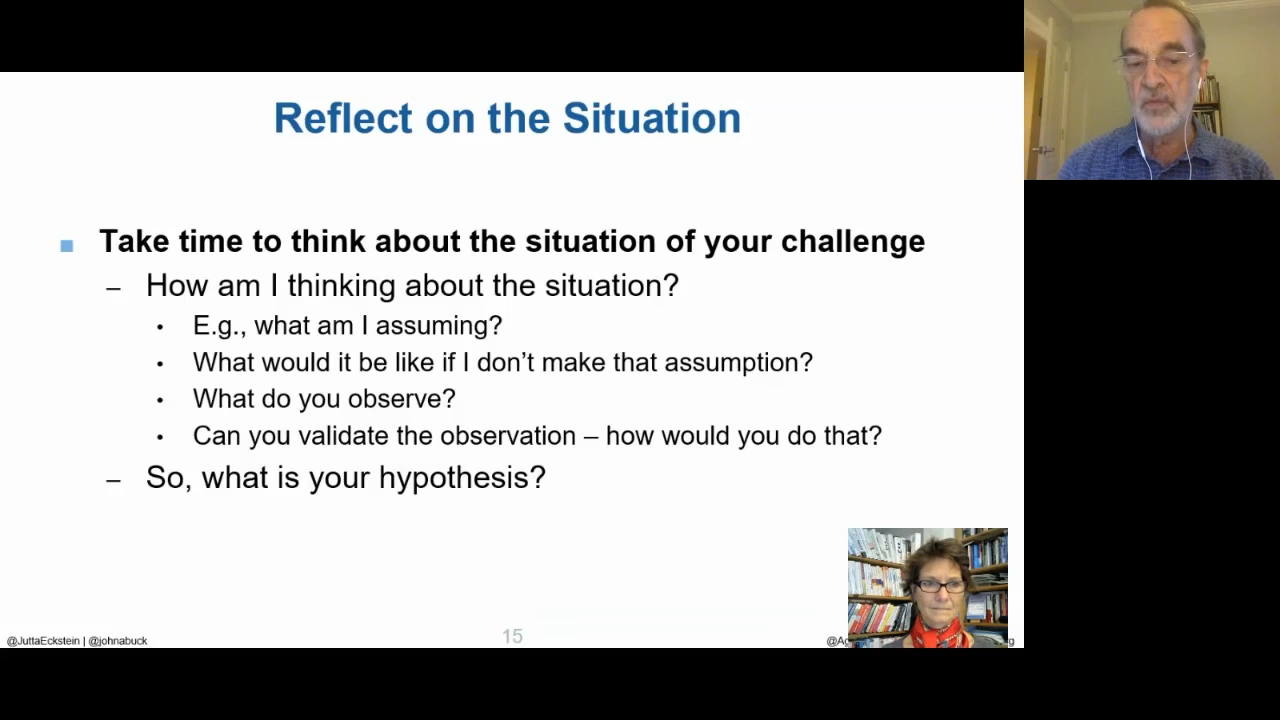 Reflect on the Situation
Take time to think about the situation of your challenge
– How am I thinking about the situation?
• E.g., what am I assuming?
• What would it be like if I don’t make that assumption?
• What do you observe?
• Can you validate the observation – how would you do that?
– So, what is your hypothesis?
@JuttaEckstein | @johnabuck
15